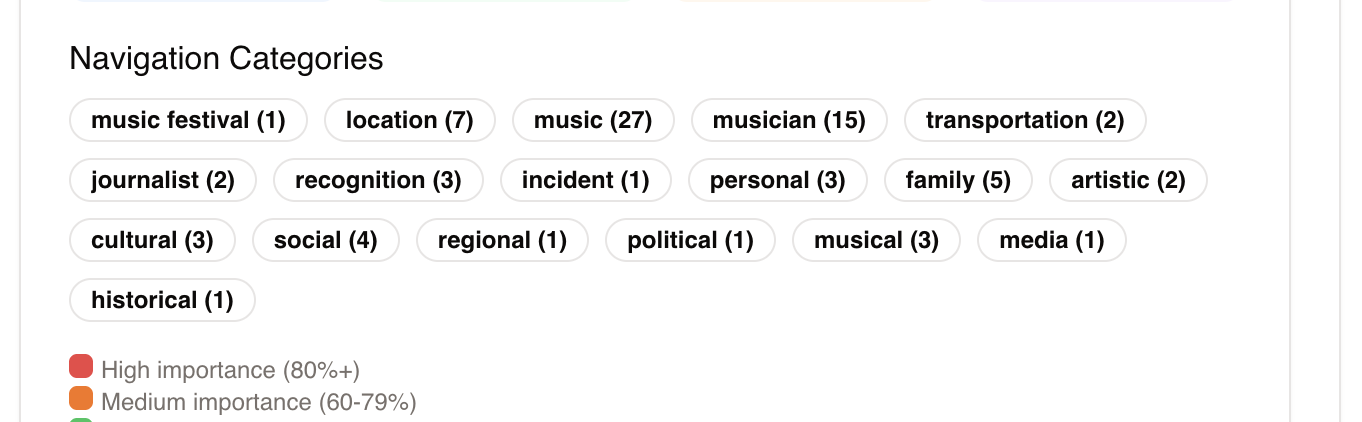 Navigation Categories
music festival (1) location (7) music (27) musician (15) transportation (2)
journalist (2) recognition (3) incident (1) personal (3) family (5) artistic (2)
cultural (3) social (4) regional (1) political (1) musical (3) media (1)
historical (1)
High importance (80%+)
Medium importance (60-79%)